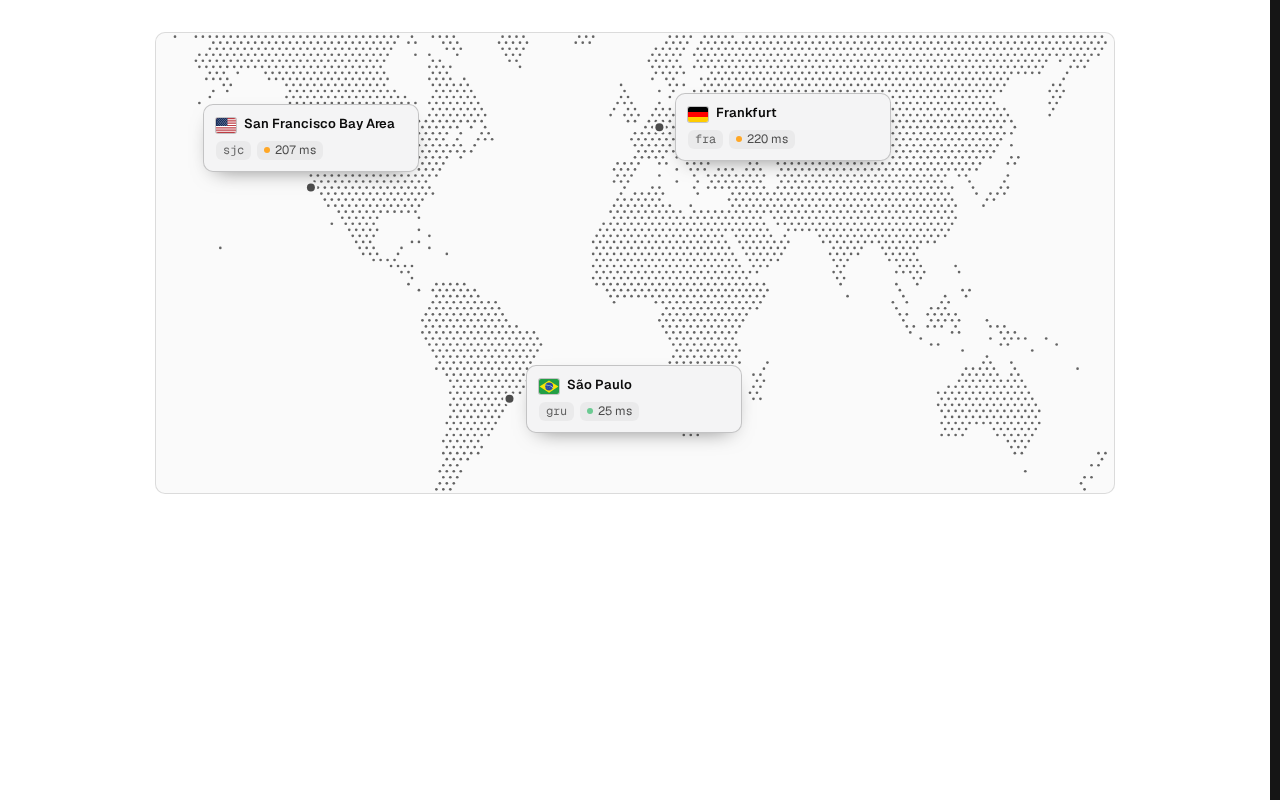 San Francisco Bay Area
sjc 207 ms
Frankfurt
fra 220 ms
São Paulo
gru 25 ms